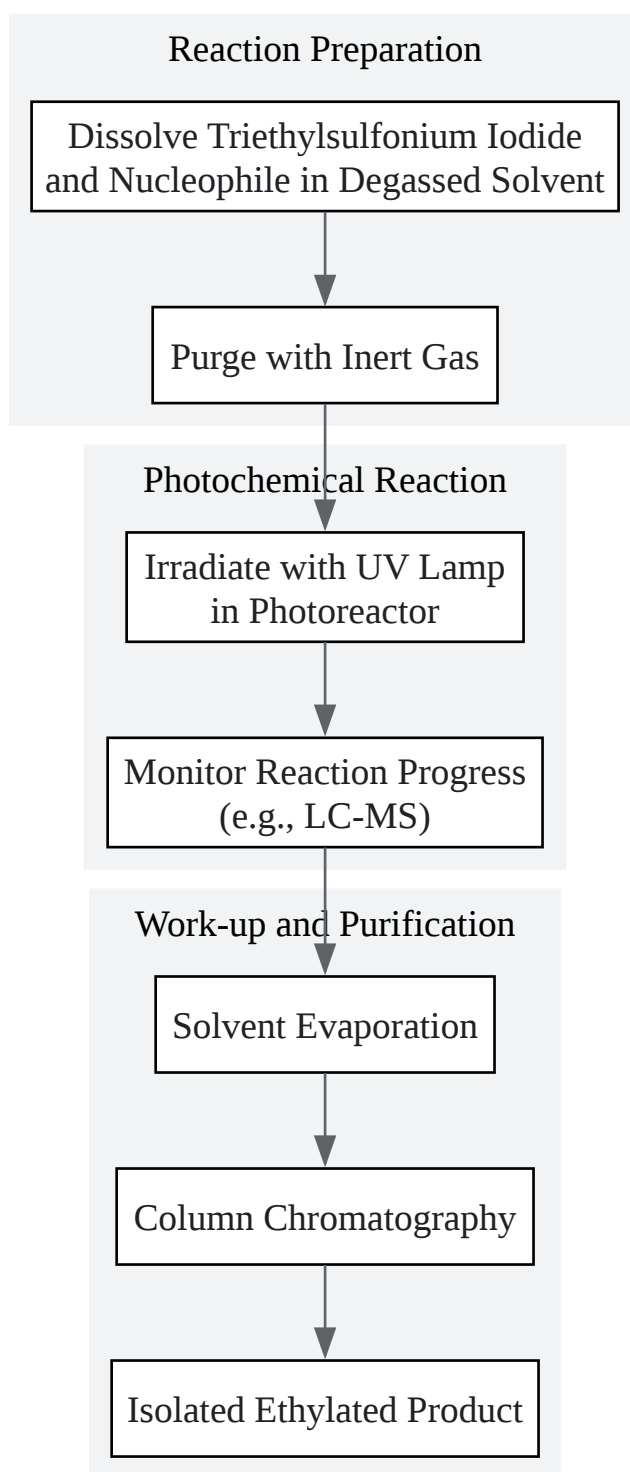 Reaction Preparation
Dissolve Triethylsulfonium Iodide
and Nucleophile in Degassed Solvent
Purge with Inert Gas
Photochemical Reaction
Irradiate with UV Lamp
in Photoreactor
Monitor Reaction Progress
(e.g., LC-MS)
Work-up and Purification
Solvent Evaporation
Column Chromatography
Isolated Ethylated Product